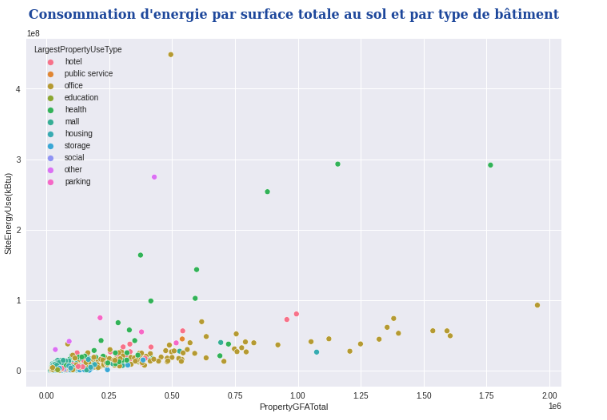 Consommation d'energie par surface totale au sol et par type de bâtiment
1e8
LargestPropertyUseType
hotel
public service
office
education
health
mall
housing
storage
social
other
parking
4
3
2
1
0
SiteEnergyUse(kBtu)
0.00 0.25 0.50 0.75 1.00 1.25 1.50 1.75 2.00
1e6
PropertyGFATotal